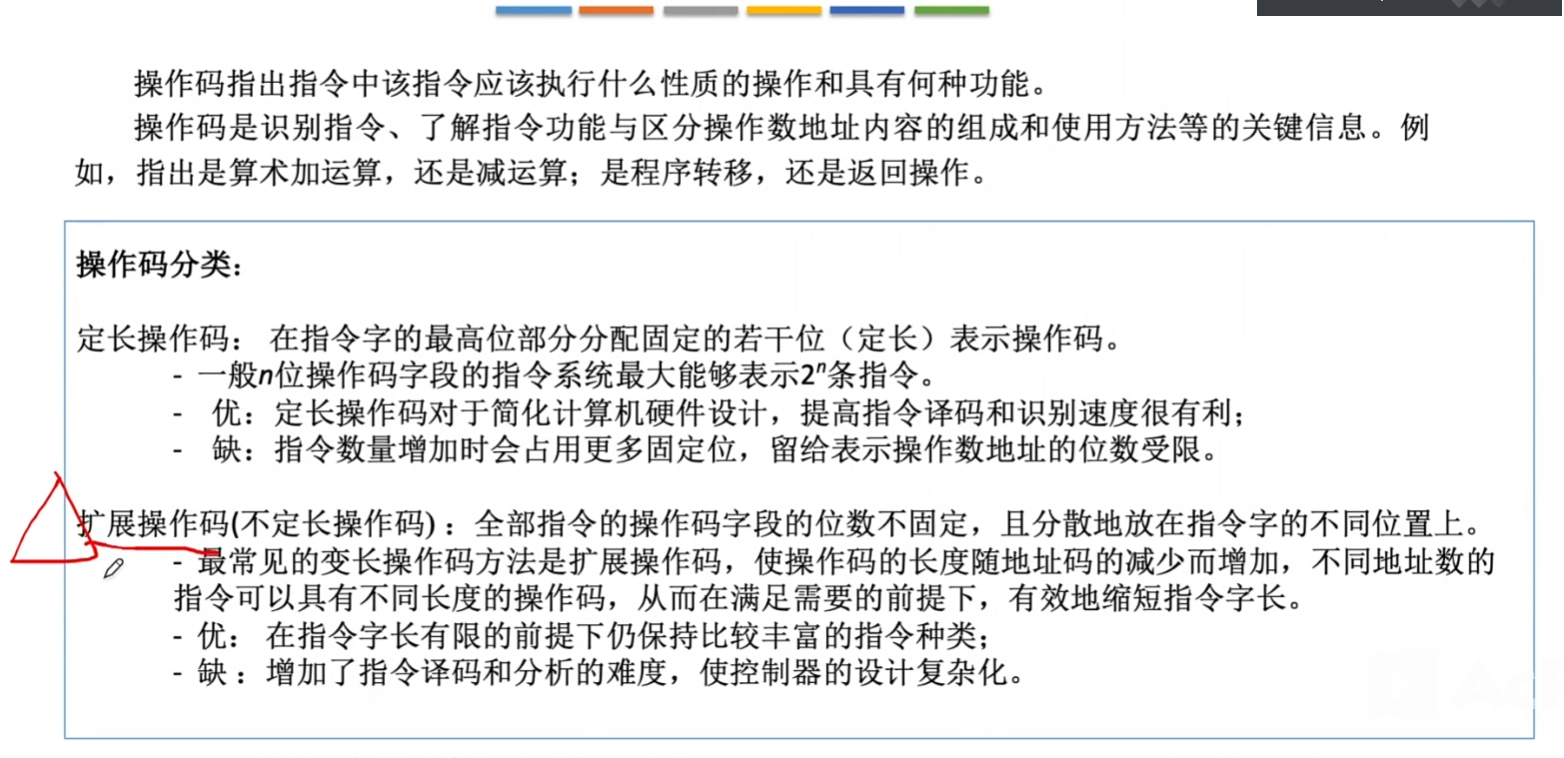 操作码指出指令中该指令应该执行什么性质的操作和具有何种功能。
操作码是识别指令、了解指令功能与区分操作数地址内容的组成和使用方法等的关键信息。例
如，指出是算术加运算，还是减运算；是程序转移，还是返回操作。
操作码分类：
定长操作码： 在指令字的最高位部分分配固定的若干位（定长）表示操作码。
- 一般n位操作码字段的指令系统最大能够表示2ⁿ条指令。
- 优：定长操作码对于简化计算机硬件设计，提高指令译码和识别速度很有利；
- 缺：指令数量增加时会占用更多固定位，留给表示操作数地址的位数受限。
扩展操作码(不定长操作码)：全部指令的操作码字段的位数不固定，且分散地放在指令字的不同位置上。
- 最常见的变长操作码方法是扩展操作码，使操作码的长度随地址码的减少而增加，不同地址数的
指令可以具有不同长度的操作码，从而在满足需要的前提下，有效地缩短指令字长。
- 优： 在指令字长有限的前提下仍保持比较丰富的指令种类；
- 缺 ：增加了指令译码和分析的难度，使控制器的设计复杂化。